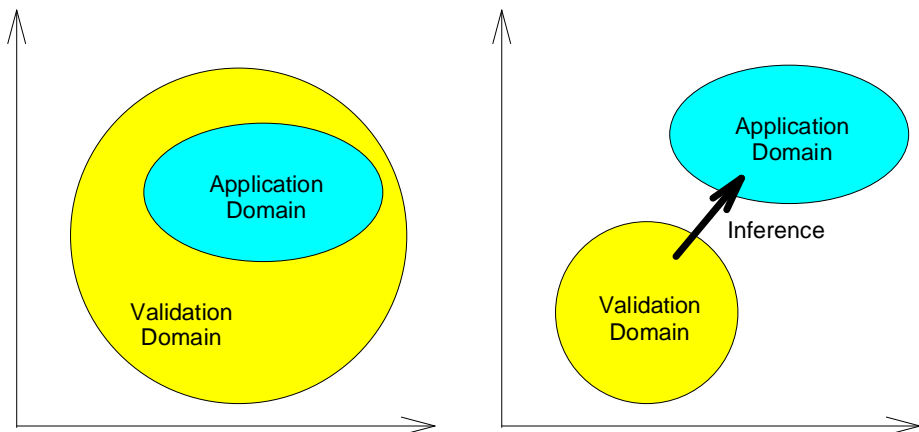 Application
Domain
Validation
Domain
Application
Domain
Inference
Validation
Domain